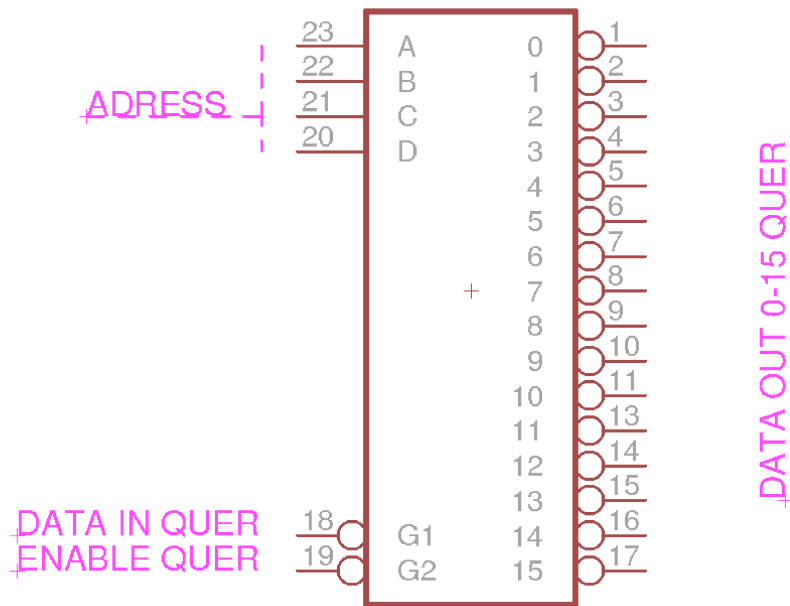 23 A 0 1
22 B 1 2
ADRESS
21 C 2 3
20 D 3 4
4 5
5 6
6 7
7 8
8 9
9 10
10 11
11 13
12 14
13 15
DATA IN QUER 18 G1 14 16
ENABLE QUER 19 G2 15 17
DATA OUT 0-15 QUER